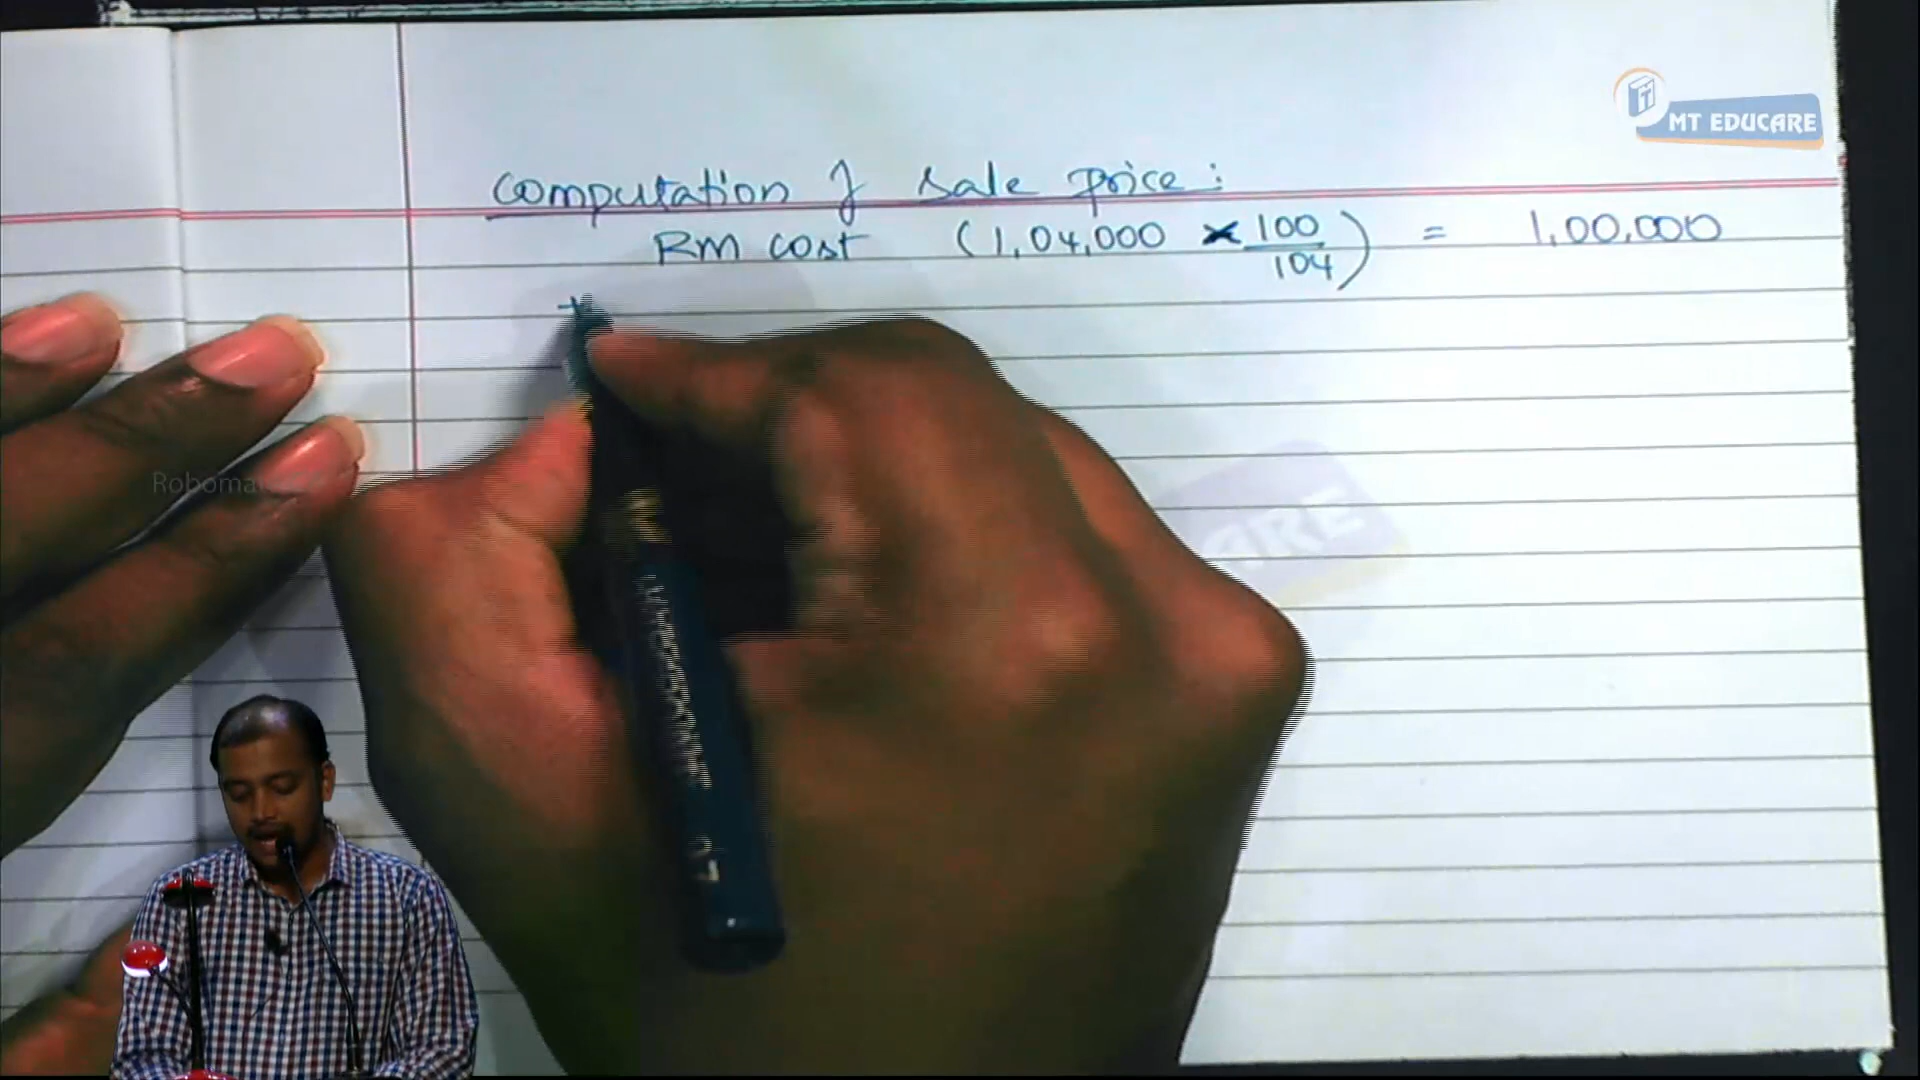 MT EDUCARE
Computation of sale price:
RM cost (1,04,000 × 100/104) = 1,00,000
+